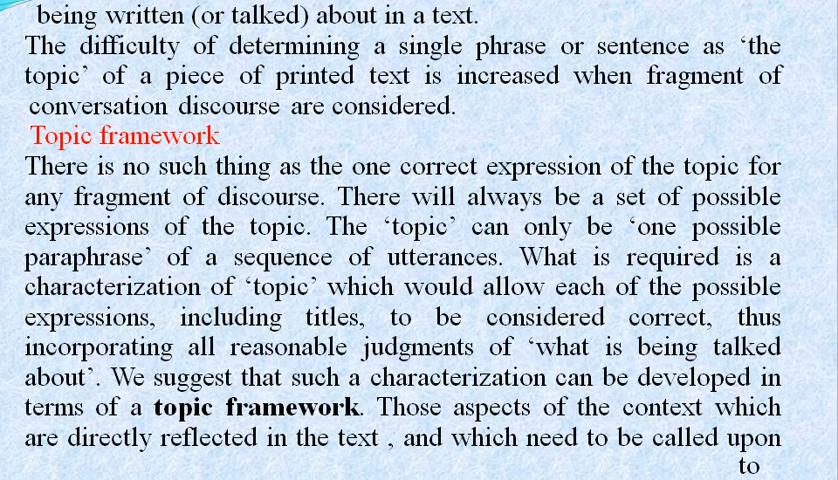 being written (or talked) about in a text.
The difficulty of determining a single phrase or sentence as ‘the
topic’ of a piece of printed text is increased when fragment of
conversation discourse are considered.
Topic framework
There is no such thing as the one correct expression of the topic for
any fragment of discourse. There will always be a set of possible
expressions of the topic. The ‘topic’ can only be ‘one possible
paraphrase’ of a sequence of utterances. What is required is a
characterization of ‘topic’ which would allow each of the possible
expressions, including titles, to be considered correct, thus
incorporating all reasonable judgments of ‘what is being talked
about’. We suggest that such a characterization can be developed in
terms of a topic framework. Those aspects of the context which
are directly reflected in the text , and which need to be called upon
to